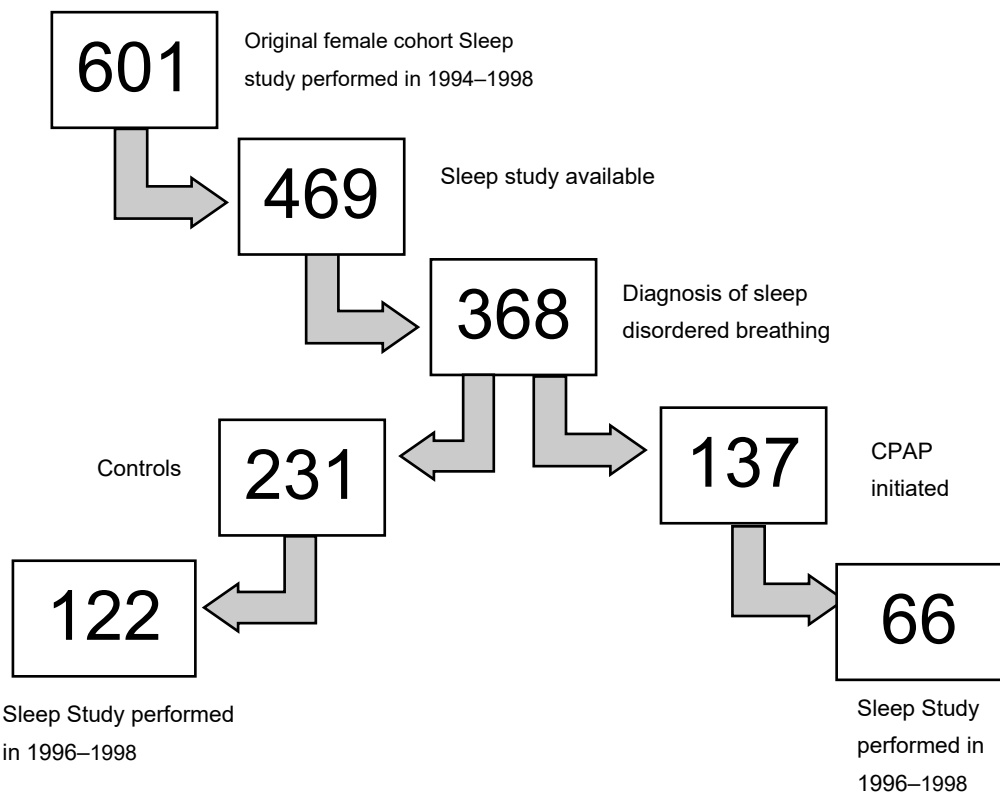 601
Original female cohort Sleep
study performed in 1994–1998
469
Sleep study available
368
Diagnosis of sleep
disordered breathing
Controls
231
137
CPAP
initiated
122
66
Sleep Study performed
in 1996–1998
Sleep Study
performed in
1996–1998